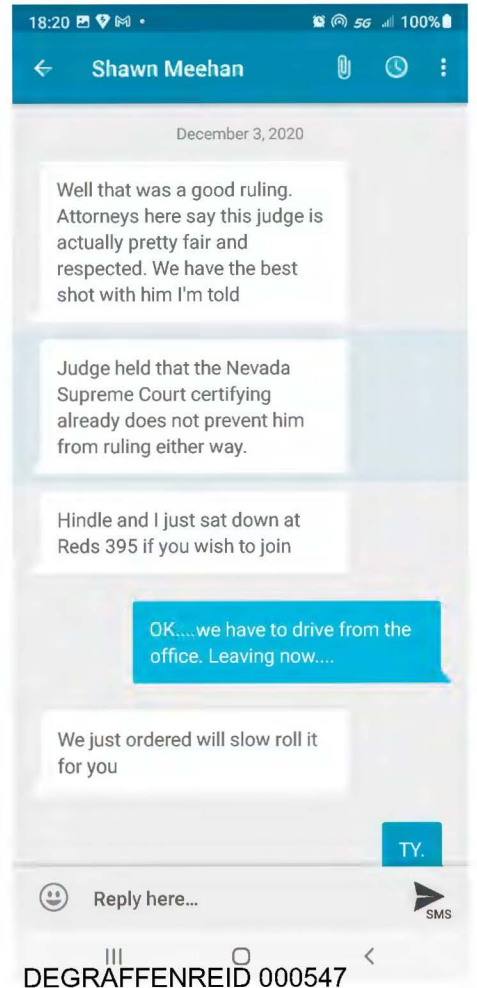 18:20
5G
100%
Shawn Meehan
December 3, 2020
Well that was a good ruling.
Attorneys here say this judge is
actually pretty fair and
respected. We have the best
shot with him I'm told
Judge held that the Nevada
Supreme Court certifying
already does not prevent him
from ruling either way.
Hindle and I just sat down at
Reds 395 if you wish to join
OK....we have to drive from the
office. Leaving now....
We just ordered will slow roll it
for you
TY.
Reply here...
SMS
DEGRAFFENREID 000547